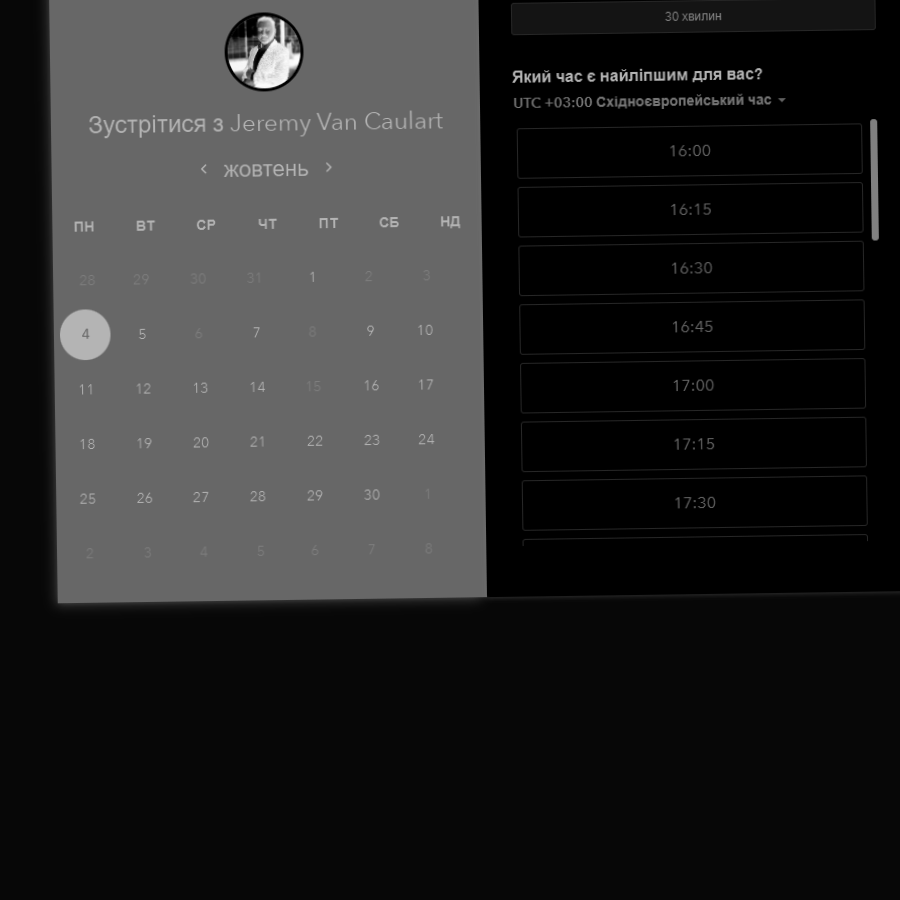 Зустрітися з Jeremy Van Caulart
жовтень
ПН ВТ СР ЧТ ПТ СБ НД
28 29 30 31 1 2 3
4 5 6 7 8 9 10
11 12 13 14 15 16 17
18 19 20 21 22 23 24
25 26 27 28 29 30 1
2 3 4 5 6 7 8
30 хвилин
Який час є найліпшим для вас?
UTC +03:00 Східноєвропейський час
16:00
16:15
16:30
16:45
17:00
17:15
17:30